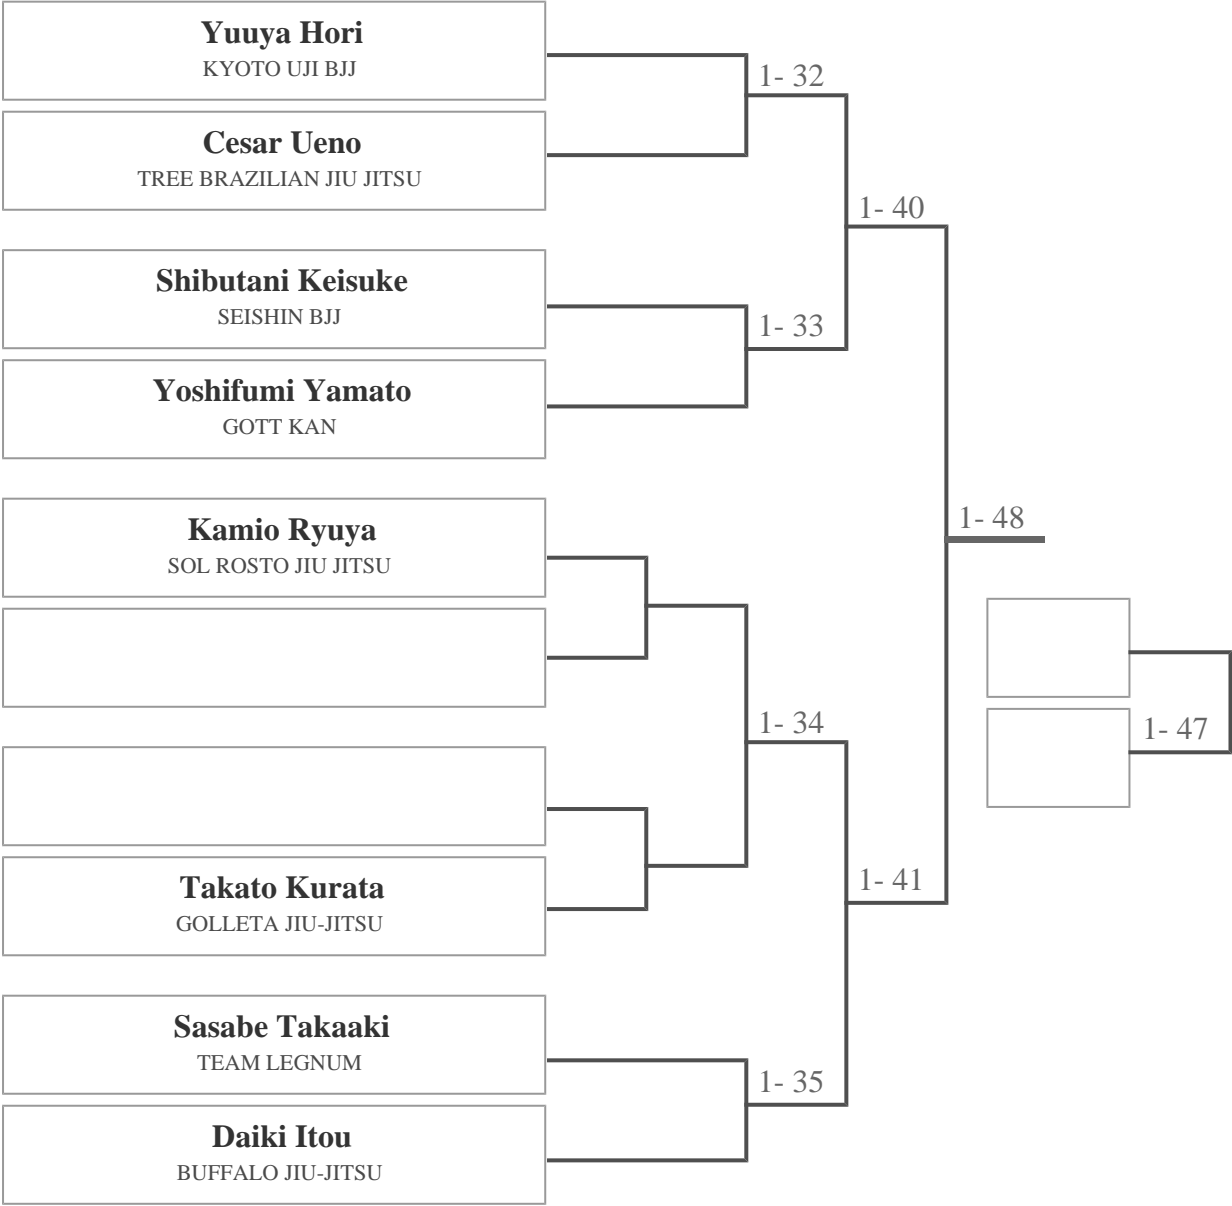 Yuuya Hori
KYOTO UJI BJJ
1- 32
Cesar Ueno
TREE BRAZILIAN JIU JITSU
1- 40
Shibutani Keisuke
SEISHIN BJJ
1- 33
Yoshifumi Yamato
GOTT KAN
Kamio Ryuya
SOL ROSTO JIU JITSU
1- 48
1- 34
1- 47
Takato Kurata
GOLLETA JIU-JITSU
1- 41
Sasabe Takaaki
TEAM LEGNUM
1- 35
Daiki Itou
BUFFALO JIU-JITSU